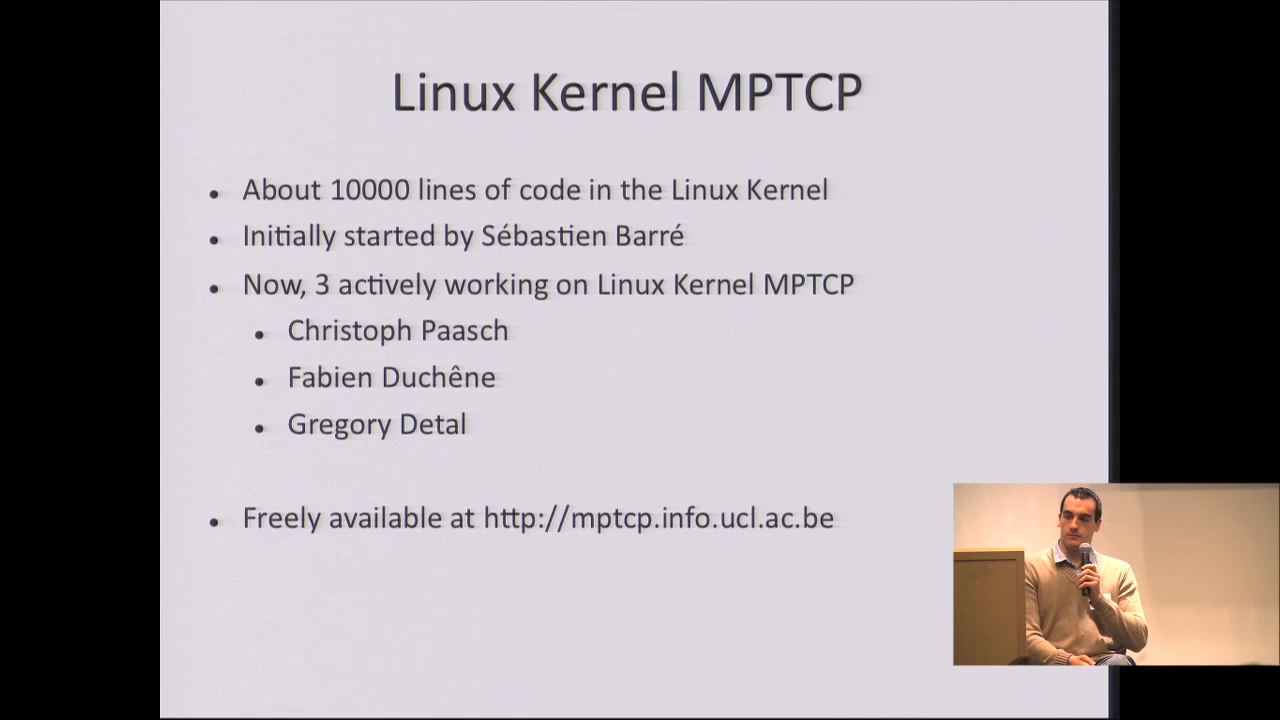 Linux Kernel MPTCP
About 10000 lines of code in the Linux Kernel
Initially started by Sébastien Barré
Now, 3 actively working on Linux Kernel MPTCP
Christoph Paasch
Fabien Duchêne
Gregory Detal
Freely available at http://mptcp.info.ucl.ac.be